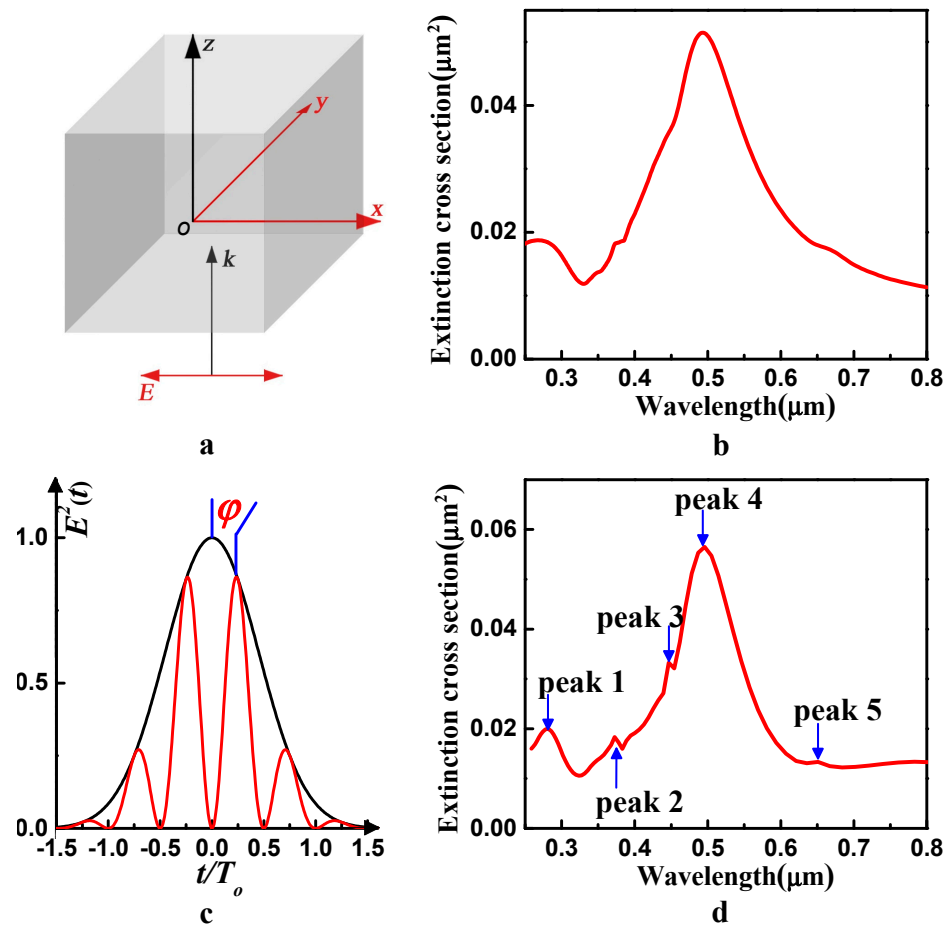 z
y
x
O
k
E
a
Extinction cross section(μm²)
0.04
0.02
0.00
0.3 0.4 0.5 0.6 0.7 0.8
Wavelength(μm)
b
E²(t)
φ
1.0
0.5
0.0
-1.5 -1.0 -0.5 0.0 0.5 1.0 1.5
t/Tₒ
c
Extinction cross section(μm²)
peak 4
0.06
peak 3
0.04
peak 1
peak 5
0.02
peak 2
0.00
0.3 0.4 0.5 0.6 0.7 0.8
Wavelength(μm)
d